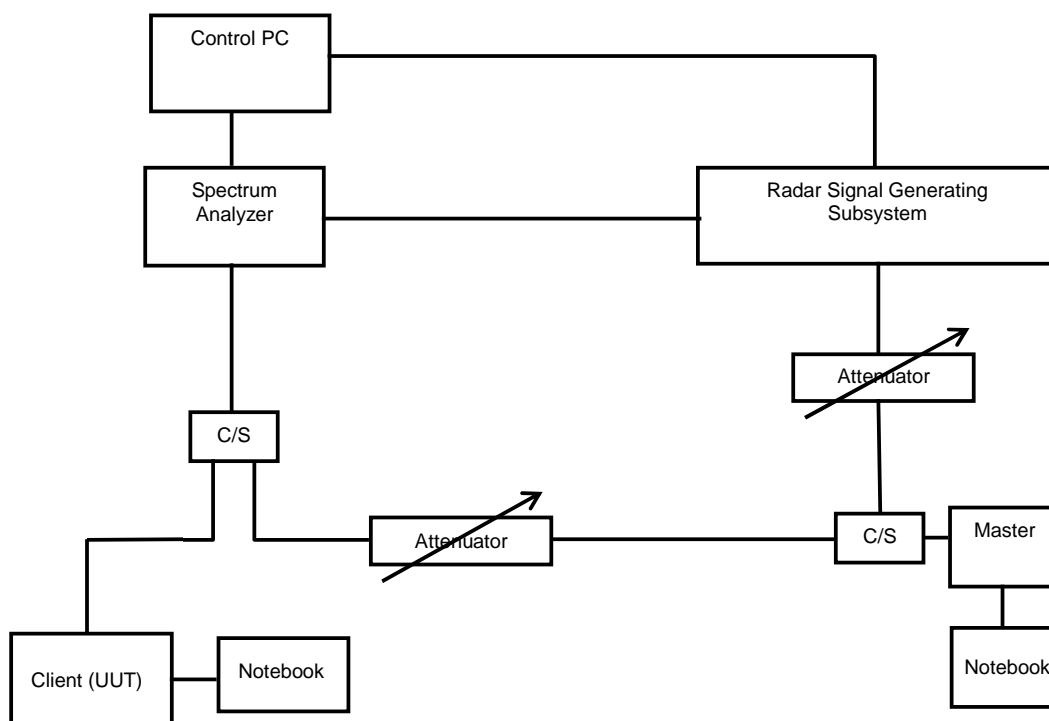 Control PC
Spectrum
Analyzer
Radar Signal Generating
Subsystem
Attenuator
C/S
Attenuator
C/S
Master
Client (UUT)
Notebook
Notebook